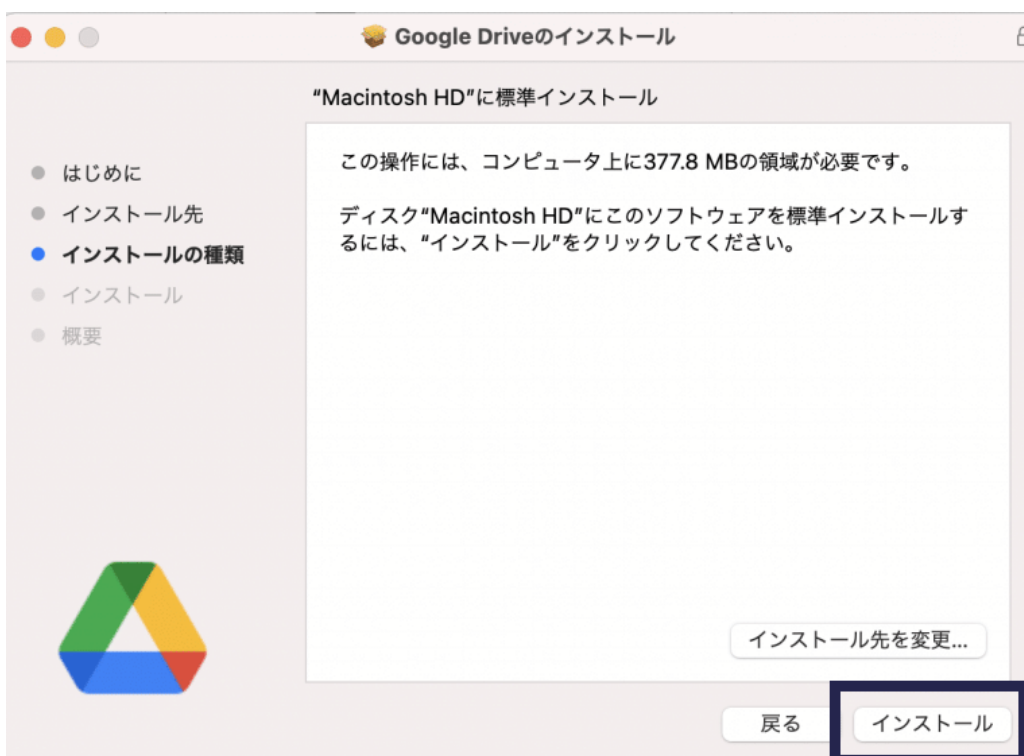 Google Driveのインストール
“Macintosh HD”に標準インストール
はじめに
インストール先
インストールの種類
インストール
概要
この操作には、コンピュータ上に377.8 MBの領域が必要です。
ディスク“Macintosh HD”にこのソフトウェアを標準インストールす
るには、“インストール”をクリックしてください。
インストール先を変更...
戻る
インストール